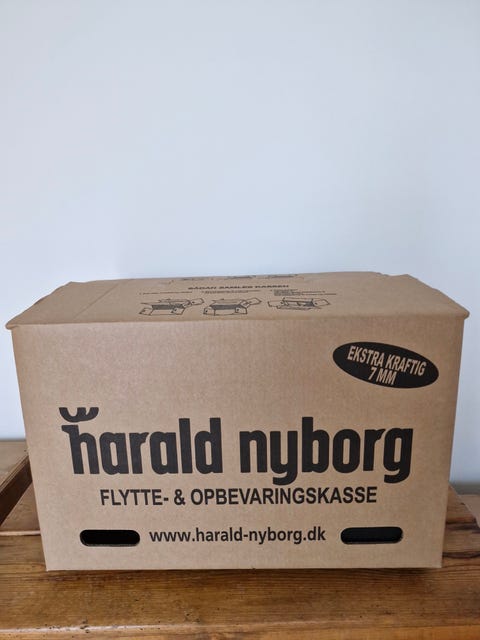 SÅDAN SAMLES KASSEN
EKSTRA KRAFTIG
7 MM
harald nyborg
FLYTTE- & OPBEVARINGSKASSE
www.harald-nyborg.dk